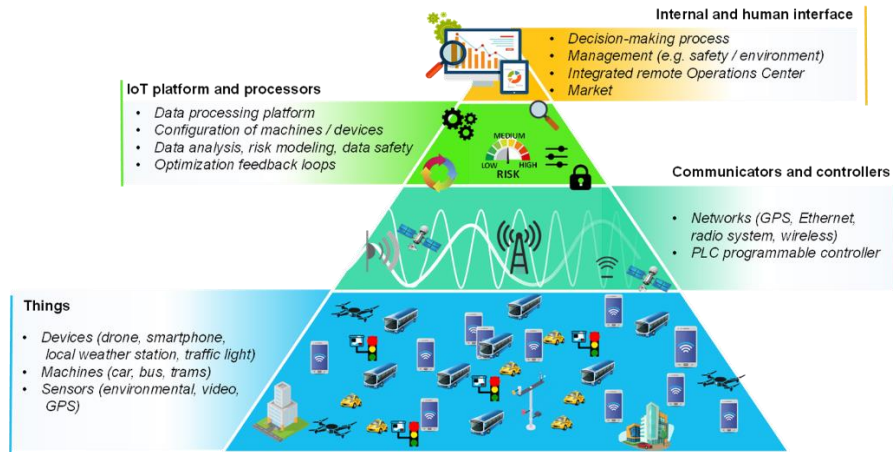 Internal and human interface
• Decision-making process
• Management (e.g. safety / environment)
• Integrated remote Operations Center
• Market
IoT platform and processors
• Data processing platform
• Configuration of machines / devices
• Data analysis, risk modeling, data safety
• Optimization feedback loops
MEDIUM
LOW
HIGH
RISK
Communicators and controllers
• Networks (GPS, Ethernet,
radio system, wireless)
• PLC programmable controller
Things
• Devices (drone, smartphone,
local weather station, traffic light)
• Machines (car, bus, trams)
• Sensors (environmental, video,
GPS)